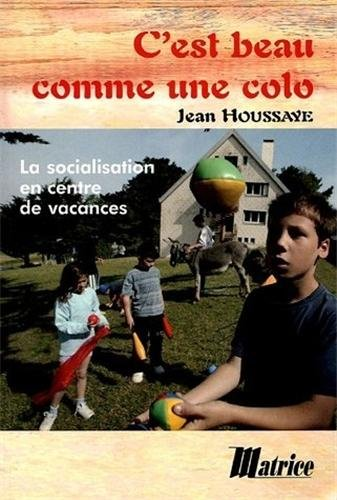 C'est beau
comme une colo
Jean HOUSSAYE
La socialisation
en centre
de vacances
Matrice